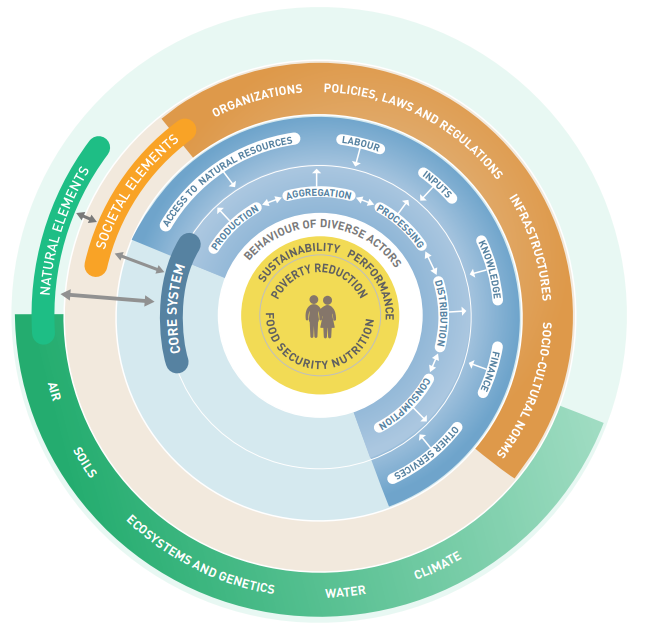 NATURAL ELEMENTS
SOCIETAL ELEMENTS
CORE SYSTEM
ORGANIZATIONS
POLICIES, LAWS AND REGULATIONS
INFRASTRUCTURES
SOCIO-CULTURAL NORMS
ACCESS TO NATURAL RESOURCES
LABOUR
INPUTS
KNOWLEDGE
FINANCE
OTHER SERVICES
PRODUCTION
AGGREGATION
PROCESSING
DISTRIBUTION
CONSUMPTION
BEHAVIOUR OF DIVERSE ACTORS
SUSTAINABILITY PERFORMANCE
POVERTY REDUCTION
FOOD SECURITY NUTRITION
AIR
SOILS
ECOSYSTEMS AND GENETICS
WATER
CLIMATE